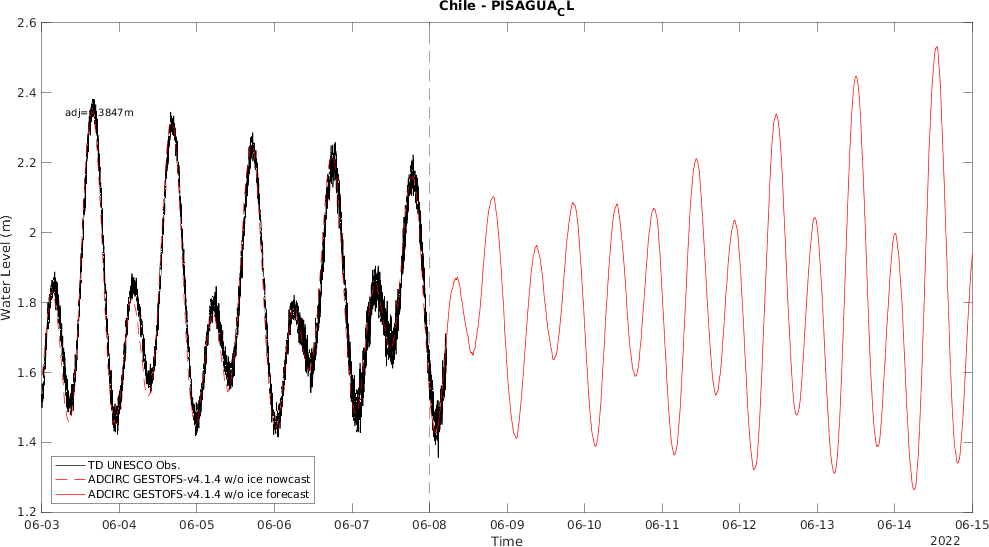 Chile - PISAGUA_CL
2.6
2.4
2.2
2
1.8
1.6
1.4
1.2
Water Level (m)
TD UNESCO Obs.
ADCIRC GESTOFS-v4.1.4 w/o ice nowcast
ADCIRC GESTOFS-v4.1.4 w/o ice forecast
06-03 06-04 06-05 06-06 06-07 06-08 06-09 06-10 06-11 06-12 06-13 06-14 06-15
Time
2022